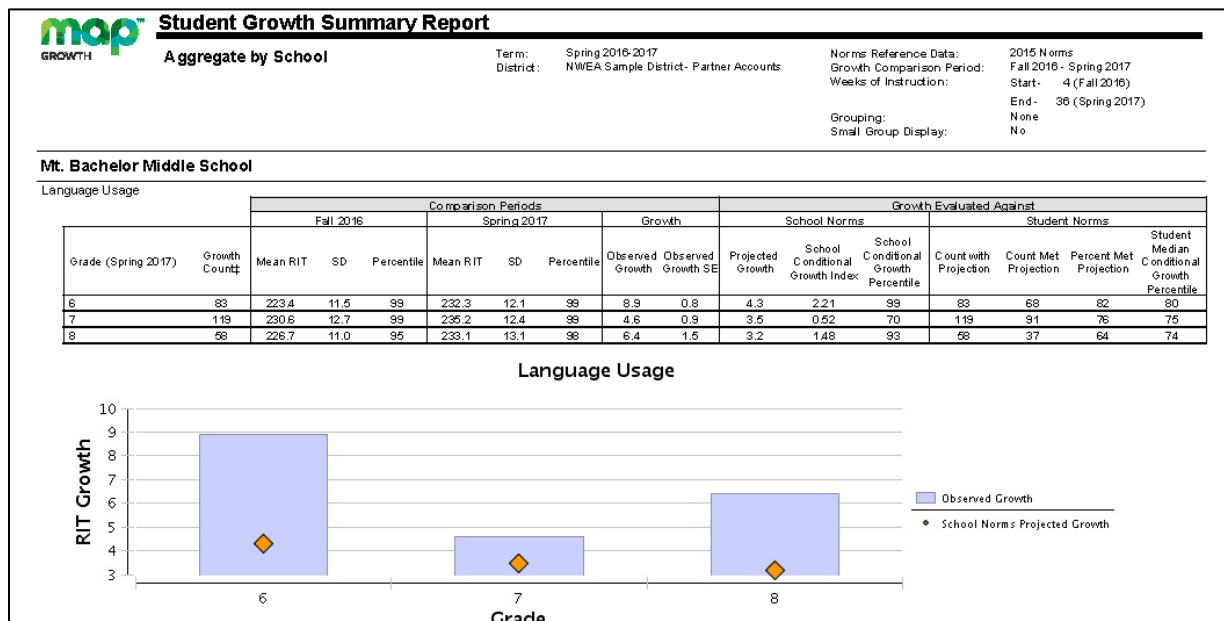 map™
GROWTH
Student Growth Summary Report
Aggregate by School
Term: Spring 2016-2017
District: NWEA Sample District- Partner Accounts
Norms Reference Data: 2015 Norms
Growth Comparison Period: Fall 2016 - Spring 2017
Weeks of Instruction: Start- 4 (Fall 2016)
End- 36 (Spring 2017)
Grouping: None
Small Group Display: No
Mt. Bachelor Middle School
Language Usage
Comparison Periods Growth Evaluated Against
Fall 2016 Spring 2017 Growth School Norms Student Norms
Grade (Spring 2017) Growth Count‡ Mean RIT SD Percentile Mean RIT SD Percentile Observed Growth Observed Growth SE Projected Growth School Conditional Growth Index School Conditional Growth Percentile Count with Projection Count Met Projection Percent Met Projection Student Median Conditional Growth Percentile
6 83 223.4 11.5 99 232.3 12.1 99 8.9 0.8 4.3 2.21 99 83 68 82 80
7 119 230.6 12.7 99 235.2 12.4 99 4.6 0.9 3.5 0.52 70 119 91 76 75
8 58 226.7 11.0 95 233.1 13.1 98 6.4 1.5 3.2 1.48 93 58 37 64 74
Language Usage
RIT Growth
10
9
8
7
6
5
4
3
6 7 8
Grade
Observed Growth
School Norms Projected Growth